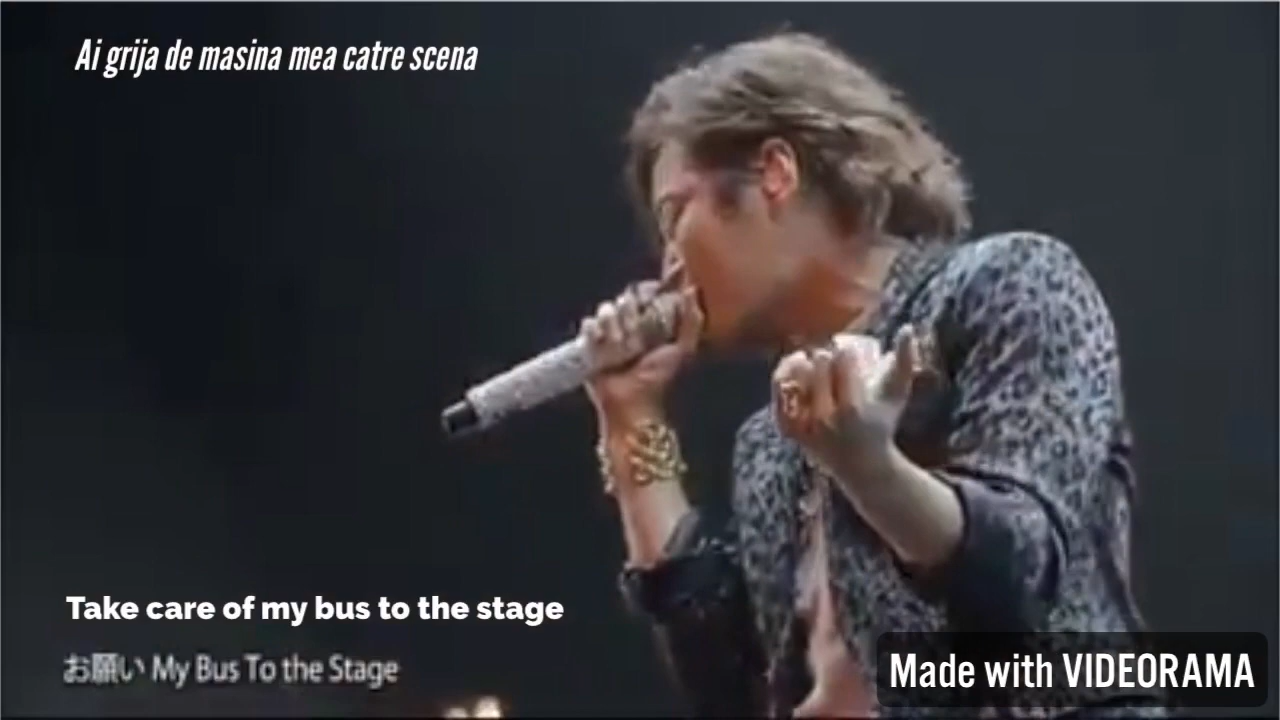 Ai grija de masina mea catre scena
Take care of my bus to the stage
お願い My Bus To the Stage
Made with VIDEORAMA